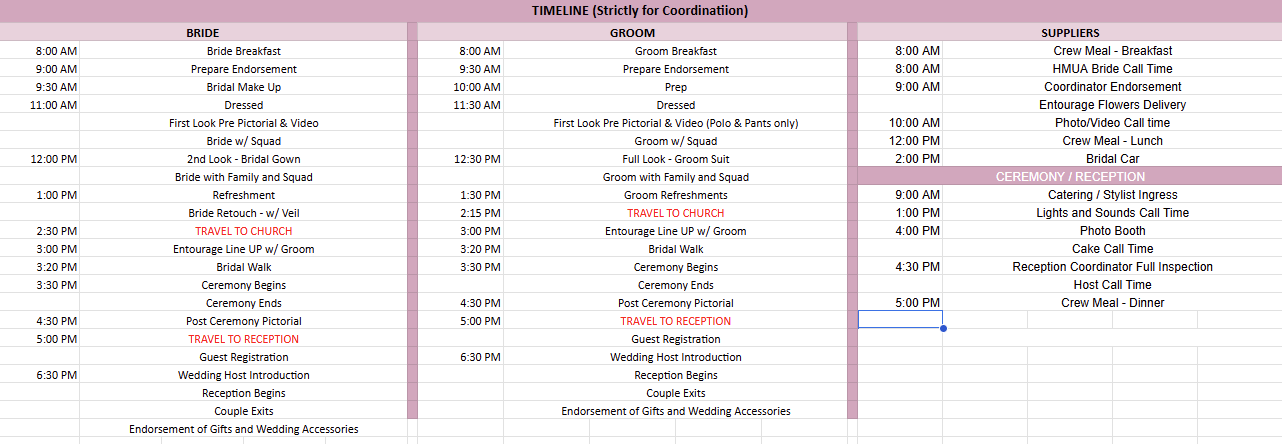 TIMELINE (Strictly for Coordinatiion)
BRIDE GROOM SUPPLIERS
8:00 AM Bride Breakfast 8:00 AM Groom Breakfast 8:00 AM Crew Meal - Breakfast
9:00 AM Prepare Endorsement 9:30 AM Prepare Endorsement 8:00 AM HMUA Bride Call Time
9:30 AM Bridal Make Up 10:00 AM Prep 9:00 AM Coordinator Endorsement
11:00 AM Dressed 11:30 AM Dressed Entourage Flowers Delivery
First Look Pre Pictorial & Video First Look Pre Pictorial & Video (Polo & Pants only) 10:00 AM Photo/Video Call time
Bride w/ Squad Groom w/ Squad 12:00 PM Crew Meal - Lunch
12:00 PM 2nd Look - Bridal Gown 12:30 PM Full Look - Groom Suit 2:00 PM Bridal Car
Bride with Family and Squad Groom with Family and Squad CEREMONY / RECEPTION
1:00 PM Refreshment 1:30 PM Groom Refreshments 9:00 AM Catering / Stylist Ingress
Bride Retouch - w/ Veil 2:15 PM TRAVEL TO CHURCH 1:00 PM Lights and Sounds Call Time
2:30 PM TRAVEL TO CHURCH 3:00 PM Entourage Line UP w/ Groom 4:00 PM Photo Booth
3:00 PM Entourage Line UP w/ Groom 3:20 PM Bridal Walk Cake Call Time
3:20 PM Bridal Walk 3:30 PM Ceremony Begins 4:30 PM Reception Coordinator Full Inspection
3:30 PM Ceremony Begins Ceremony Ends Host Call Time
Ceremony Ends 4:30 PM Post Ceremony Pictorial 5:00 PM Crew Meal - Dinner
4:30 PM Post Ceremony Pictorial 5:00 PM TRAVEL TO RECEPTION
5:00 PM TRAVEL TO RECEPTION Guest Registration
Guest Registration 6:30 PM Wedding Host Introduction
6:30 PM Wedding Host Introduction Reception Begins
Reception Begins Couple Exits
Couple Exits Endorsement of Gifts and Wedding Accessories
Endorsement of Gifts and Wedding Accessories